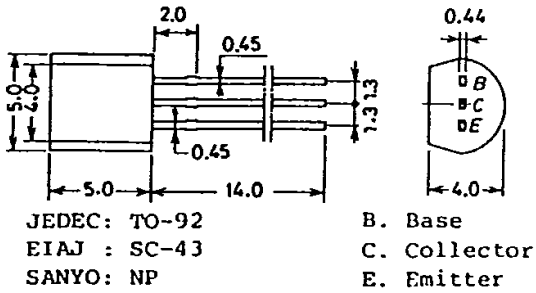 2.0
0.45
0.44
5.0
4.0
1.3
1.3
B
C
E
0.45
5.0
14.0
4.0
JEDEC: TO-92
EIAJ : SC-43
SANYO: NP
B. Base
C. Collector
E. Emitter